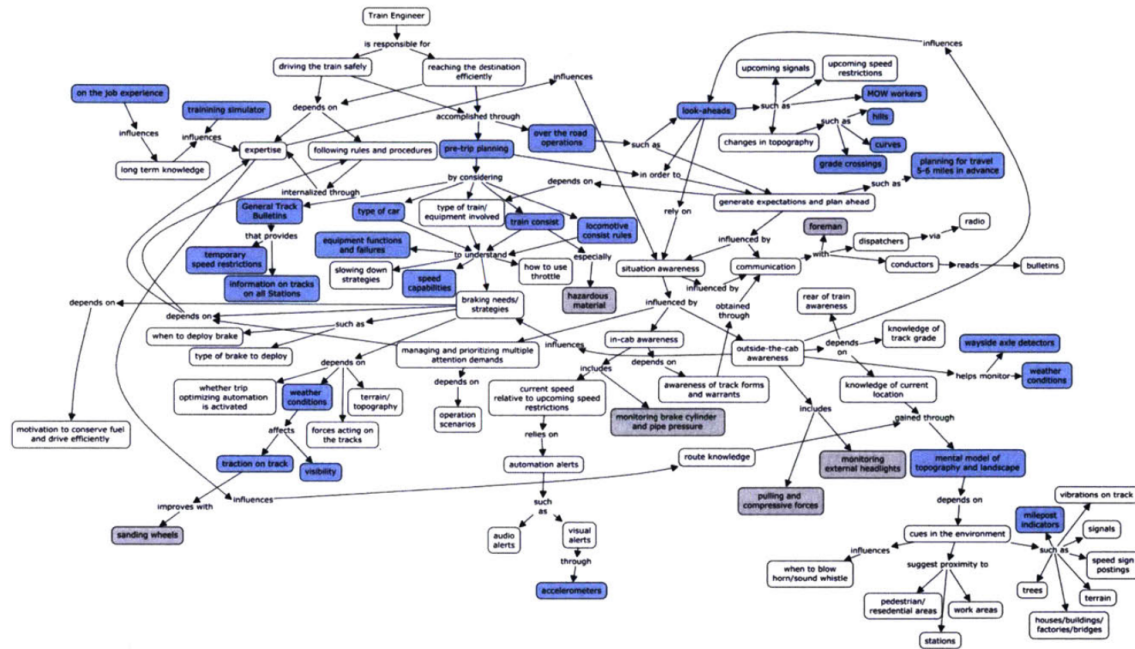 Train Engineer
is responsible for
influences
driving the train safely
reaching the destination
efficiently
influences
upcoming signals
upcoming speed
restrictions
on the job experience
trainining simulator
depends on
accomplished through
look-aheads
such as
MOW workers
hills
influences
influences
expertise
following rules and procedures
pre-trip planning
over the road
operations
such as
changes in topography
such as
curves
grade crossings
planning for travel
5-6 miles in advance
long term knowledge
internalized through
by considering
depends on
in order to
such as
generate expectations and plan ahead
General Track
Bulletins
type of car
type of train/
equipment involved
train consist
locomotive
consist rules
rely on
foreman
radio
that provides
equipment functions
and failures
to understand
especially
influenced by
dispatchers
via
temporary
speed restrictions
slowing down
strategies
speed
capabilities
how to use
throttle
situation awareness
influenced by
communication
with
conductors
reads
bulletins
information on tracks
on all Stations
hazardous
material
obtained
through
rear of train
awareness
depends on
braking needs/
strategies
influenced by
depends on
such as
when to deploy brake
in-cab awareness
outside-the-cab
awareness
depends
on
knowledge of
track grade
type of brake to deploy
managing and prioritizing multiple
attention demands
influences
depends on
wayside axle detectors
depends on
includes
awareness of track forms
and warrants
helps monitor
weather
conditions
whether trip
optimizing automation
is activated
weather
conditions
terrain/
topography
depends on
current speed
relative to upcoming speed
restrictions
knowledge of current
location
motivation to conserve fuel
and drive efficiently
affects
forces acting on
the tracks
operation
scenarios
monitoring brake cylinder
and pipe pressure
includes
gained through
relies on
traction on track
visibility
automation alerts
route knowledge
monitoring
external headlights
mental model of
topography and landscape
influences
improves with
such
as
pulling and
compressive forces
depends on
vibrations on track
sanding wheels
audio
alerts
visual
alerts
cues in the environment
milepost
indicators
signals
through
influences
such as
suggest proximity to
speed sign
postings
when to blow
horn/sound whistle
accelerometers
trees
terrain
pedestrian/
resedential areas
work areas
houses/buildings/
factories/bridges
stations